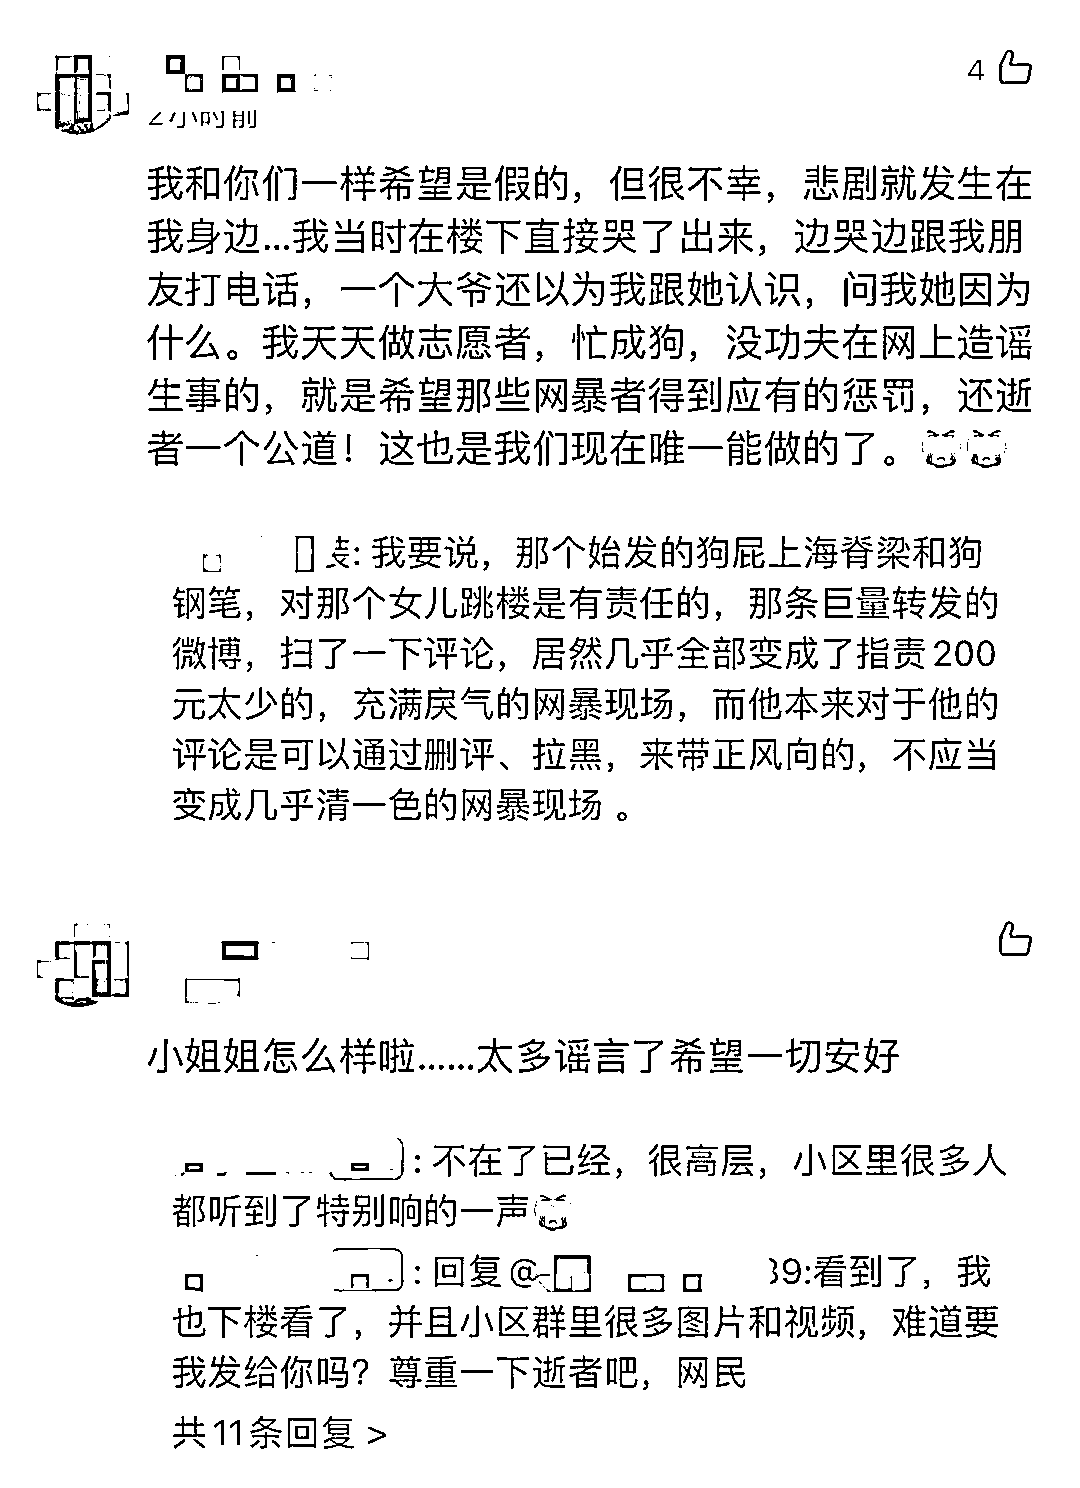 4
2小时前
我和你们一样希望是假的，但很不幸，悲剧就发生在
我身边...我当时在楼下直接哭了出来，边哭边跟我朋
友打电话，一个大爷还以为我跟她认识，问我她因为
什么。我天天做志愿者，忙成狗，没功夫在网上造谣
生事的，就是希望那些网暴者得到应有的惩罚，还逝
者一个公道！这也是我们现在唯一能做的了。
: 我要说，那个始发的狗屁上海脊梁和狗
钢笔，对那个女儿跳楼是有责任的，那条巨量转发的
微博，扫了一下评论，居然几乎全部变成了指责200
元太少的，充满戾气的网暴现场，而他本来对于他的
评论是可以通过删评、拉黑，来带正风向的，不应当
变成几乎清一色的网暴现场 。
小姐姐怎么样啦......太多谣言了希望一切安好
: 不在了已经，很高层，小区里很多人
都听到了特别响的一声
: 回复@ 39:看到了，我
也下楼看了，并且小区群里很多图片和视频，难道要
我发给你吗？尊重一下逝者吧，网民
共11条回复 >